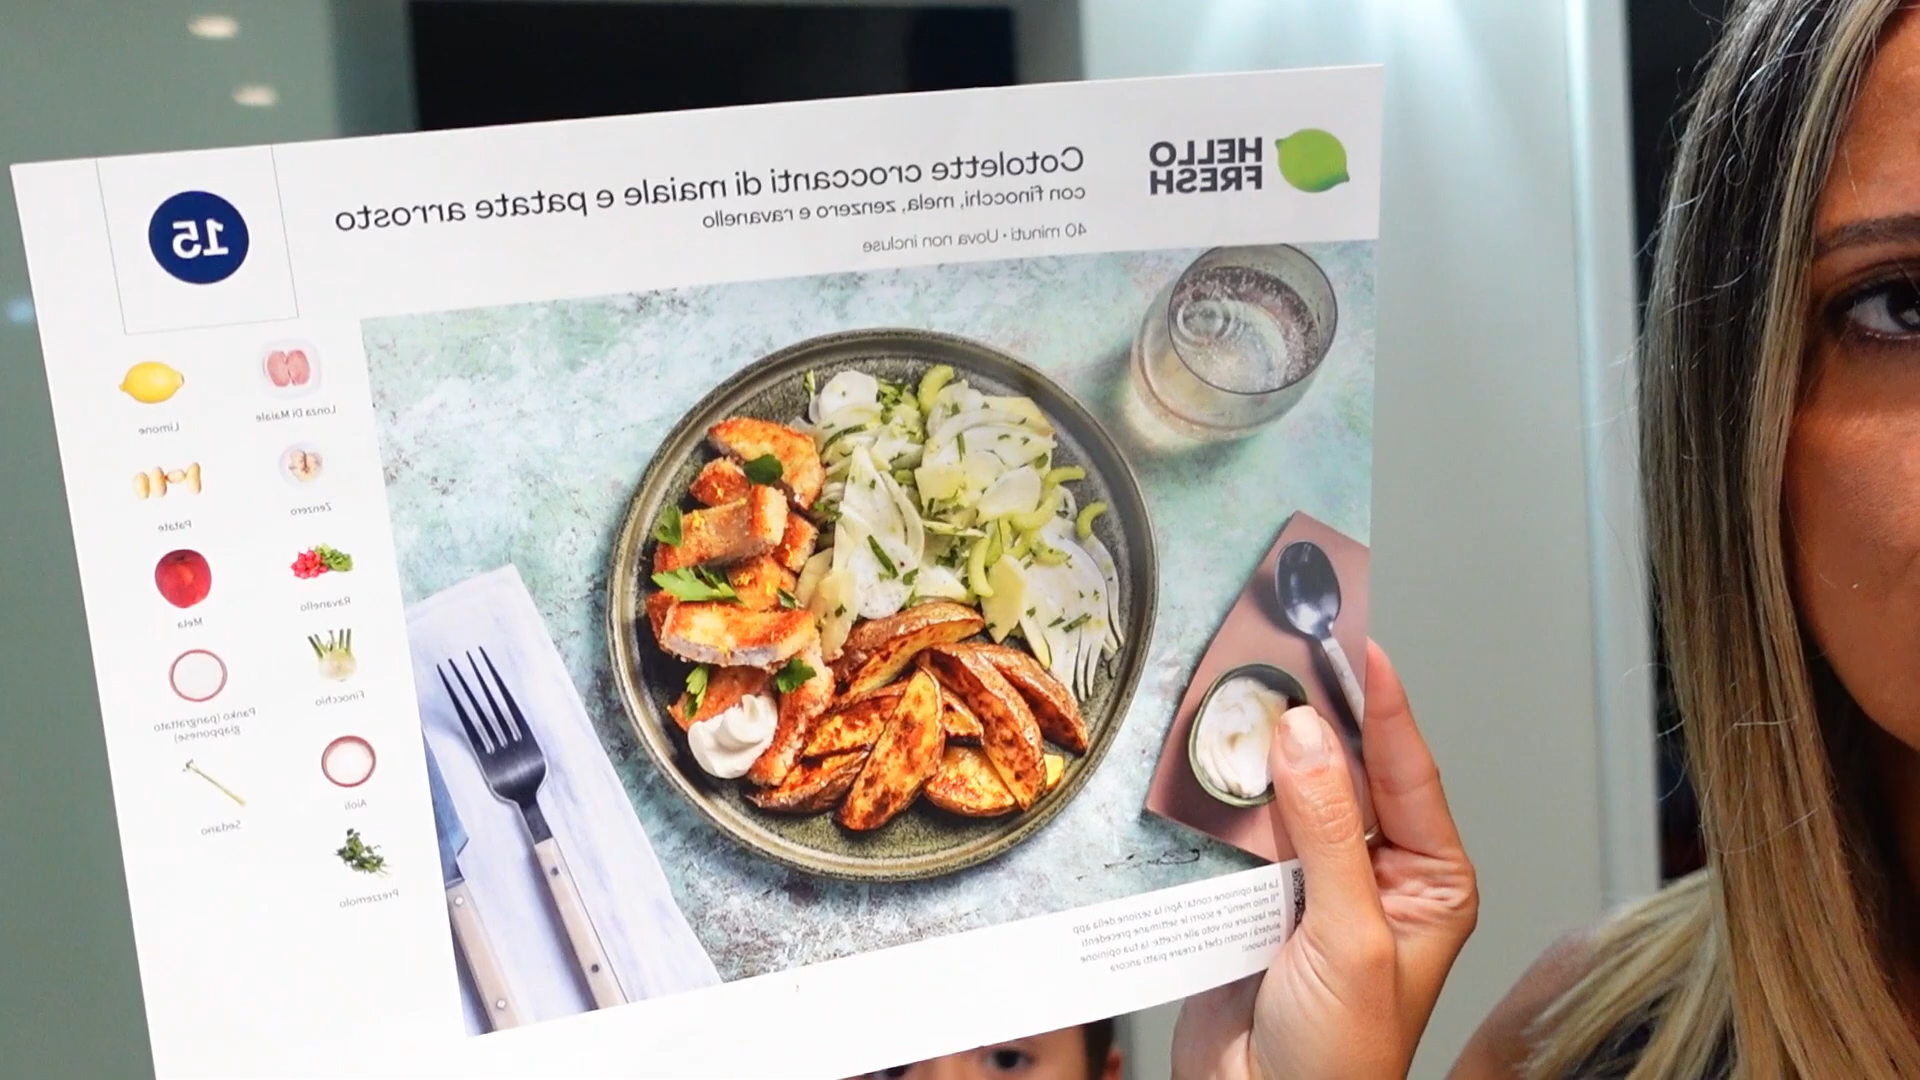 HELLO
FRESH
Cotolette croccanti di maiale e patate arrosto
con finocchi, mela, zenzero e ravanello
40 minuti • Uova non incluse
15
Lonza Di Maiale
Limone
Zenzero
Patate
Ravanello
Mela
Finocchio
Panko (pangrattato
giapponese)
Aioli
Sedano
Prezzemolo
La tua opinione conta! Apri la sezione della app
"Il mio menù" e scorri le settimane precedenti
per lasciare un voto alle ricette: la tua opinione
aiuterà i nostri chef a creare piatti ancora
più buoni!